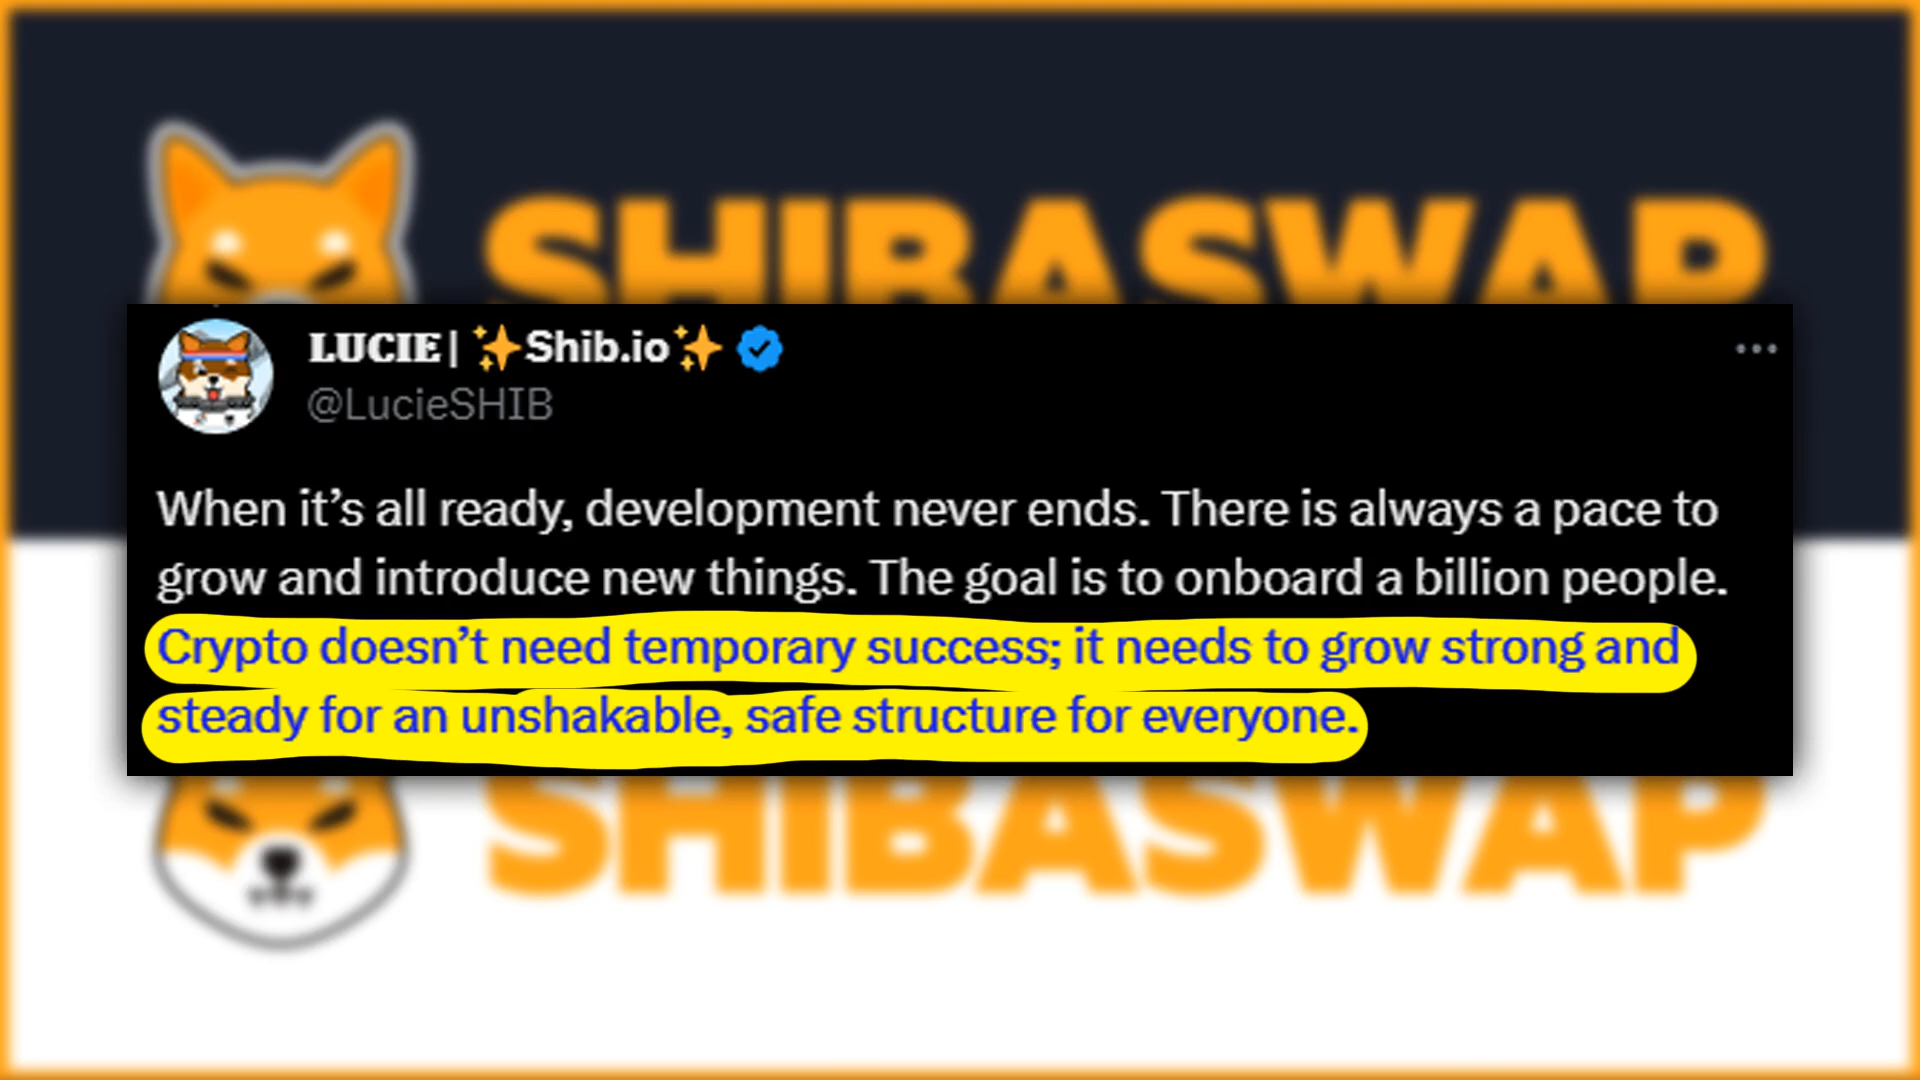 SHIBASWAP
LUCIE| ✨Shib.io✨
@LucieSHIB
When it’s all ready, development never ends. There is always a pace to
grow and introduce new things. The goal is to onboard a billion people.
Crypto doesn’t need temporary success; it needs to grow strong and
steady for an unshakable, safe structure for everyone.
SHIBASWAP